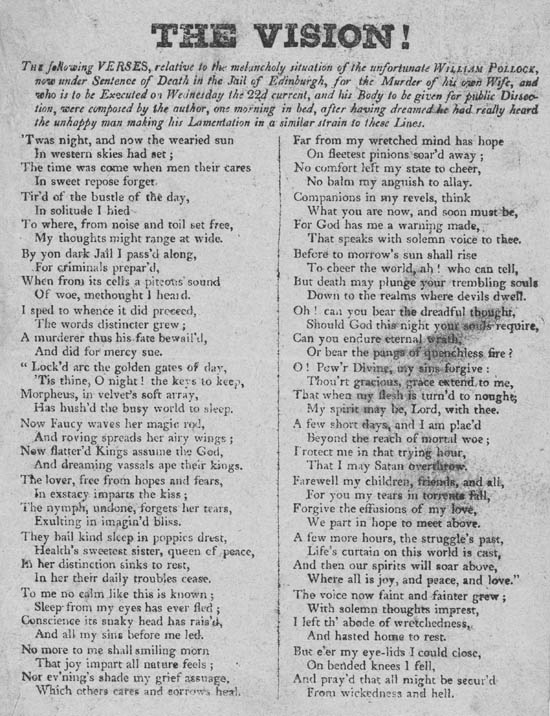 THE VISION!
THE following VERSES, relative to the melancholy situation of the unfortunate WILLIAM POLLOCK,
now under Sentence of Death in the Jail of Edinburgh, for the Murder of his own Wife, and
who is to be Executed on Wednesday the 22d current, and his Body to be given for public Dissec-
tion, were composed by the author, one morning in bed, after having dreamed he had really heard
the unhappy man making his Lamentation in a similar strain to these Lines.
'Twas night, and now the wearied sun
In western skies had set;
The time was come when men their cares
In sweet repose forget.
Tir'd of the bustle of the day,
In solitude I hied
To where, from noise and toil set free,
My thoughts might range at wide.
By yon dark Jail I pass'd along,
For criminals prepar'd,
When from its cells a piteous sound
Of woe, methought I heard.
I sped to whence it did proceed,
The words distincter grew;
A murderer thus his fate bewail'd,
And did for mercy sue.
"Lock'd are the golden gates of day,
'Tis thine, O night! the keys to keep,
Morpheus, in velvet's soft array,
Has hush'd the busy world to sleep.
Now Faucy waves her magic rod,
And roving spreads her airy wings;
Now flatter'd Kings assume the God,
And dreaming vassals ape their kings.
The lover, free from hopes and fears,
In exstacy imparts the kiss;
The nymph, undone, forgets her tears,
Exulting in imagin'd bliss.
They hail kind sleep in poppies drest,
Health's sweetest sister, queen of peace,
In her distinction sinks to rest,
In her their daily troubles cease.
To me no calm like this is known;
Sleep from my eyes has ever fled;
Conscience its snaky head has rais'd,
And all my sins before me led.
No more to me shall smiling morn
That joy impart all nature feels;
Nor ev'ning's shade my grief assuage,
Which others cares and sorrows heal.
Far from my wretched mind has hope
On fleetest pinions soar'd away;
No comfort left my state to cheer,
No balm my anguish to allay.
Companions in my revels, think
What you are now, and soon must be,
For God has me a warning made,
That speaks with solemn voice to thee.
Before to morrow's sun shall rise
To cheer the world, ah! who can tell,
But death may plunge your trembling souls
Down to the realms where devils dwell.
Oh! can you bear the dreadful thought,
Should God this night your souls require,
Can you endure eternal wrath,
Or bear the pangs of quenchless fire?
O! Pow'r Divine, my sins forgive:
Thou'rt gracious, grace extend to me,
That when my flesh is turn'd to nought;
My spirit may be, Lord, with thee.
A few short days, and I am plac'd
Beyond the reach of mortal woe;
Protect me in that trying hour,
That I may Satan overthrow.
Farewell my children, friends, and all,
For you my tears in torrents fall,
Forgive the effusions of my love,
We part in hope to meet above.
A few more hours, the struggle's past,
Life's curtain on this world is cast,
And then our spirits will soar above,
Where all is joy, and peace, and love."
The voice now faint and fainter grew;
With solemn thoughts imprest,
I left th' abode of wretchedness,
And hasted home to rest.
But e'er my eye-lids I could close,
On bended knees I fell,
And pray'd that all might be secur'd
From wickedness and hell.